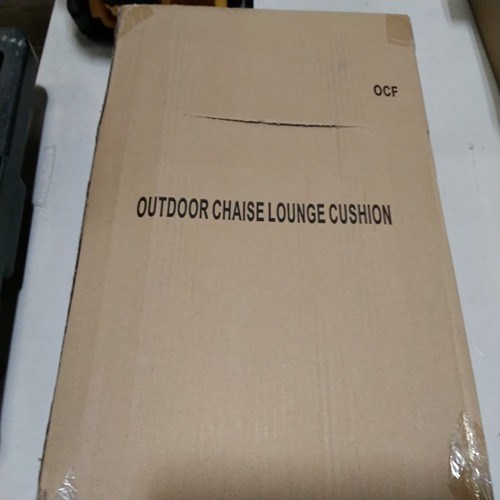 OCF
OUTDOOR CHAISE LOUNGE CUSHION